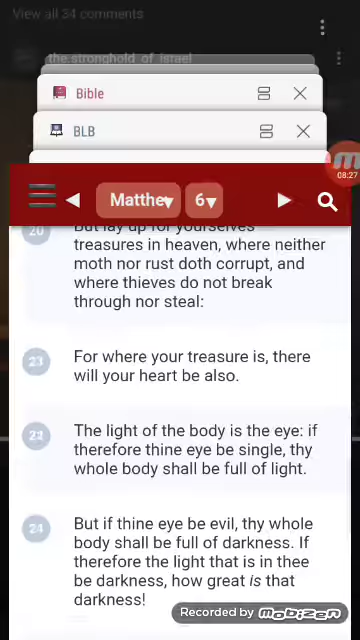 View all 34 comments
the.stronghold_of_israel
Bible
BLB
08:27
Matthe
6
20 But lay up for yourselves
treasures in heaven, where neither
moth nor rust doth corrupt, and
where thieves do not break
through nor steal:
For where your treasure is, there
will your heart be also.
The light of the body is the eye: if
therefore thine eye be single, thy
whole body shall be full of light.
But if thine eye be evil, thy whole
body shall be full of darkness. If
therefore the light that is in thee
be darkness, how great is that
darkness!
Recorded by mobizen